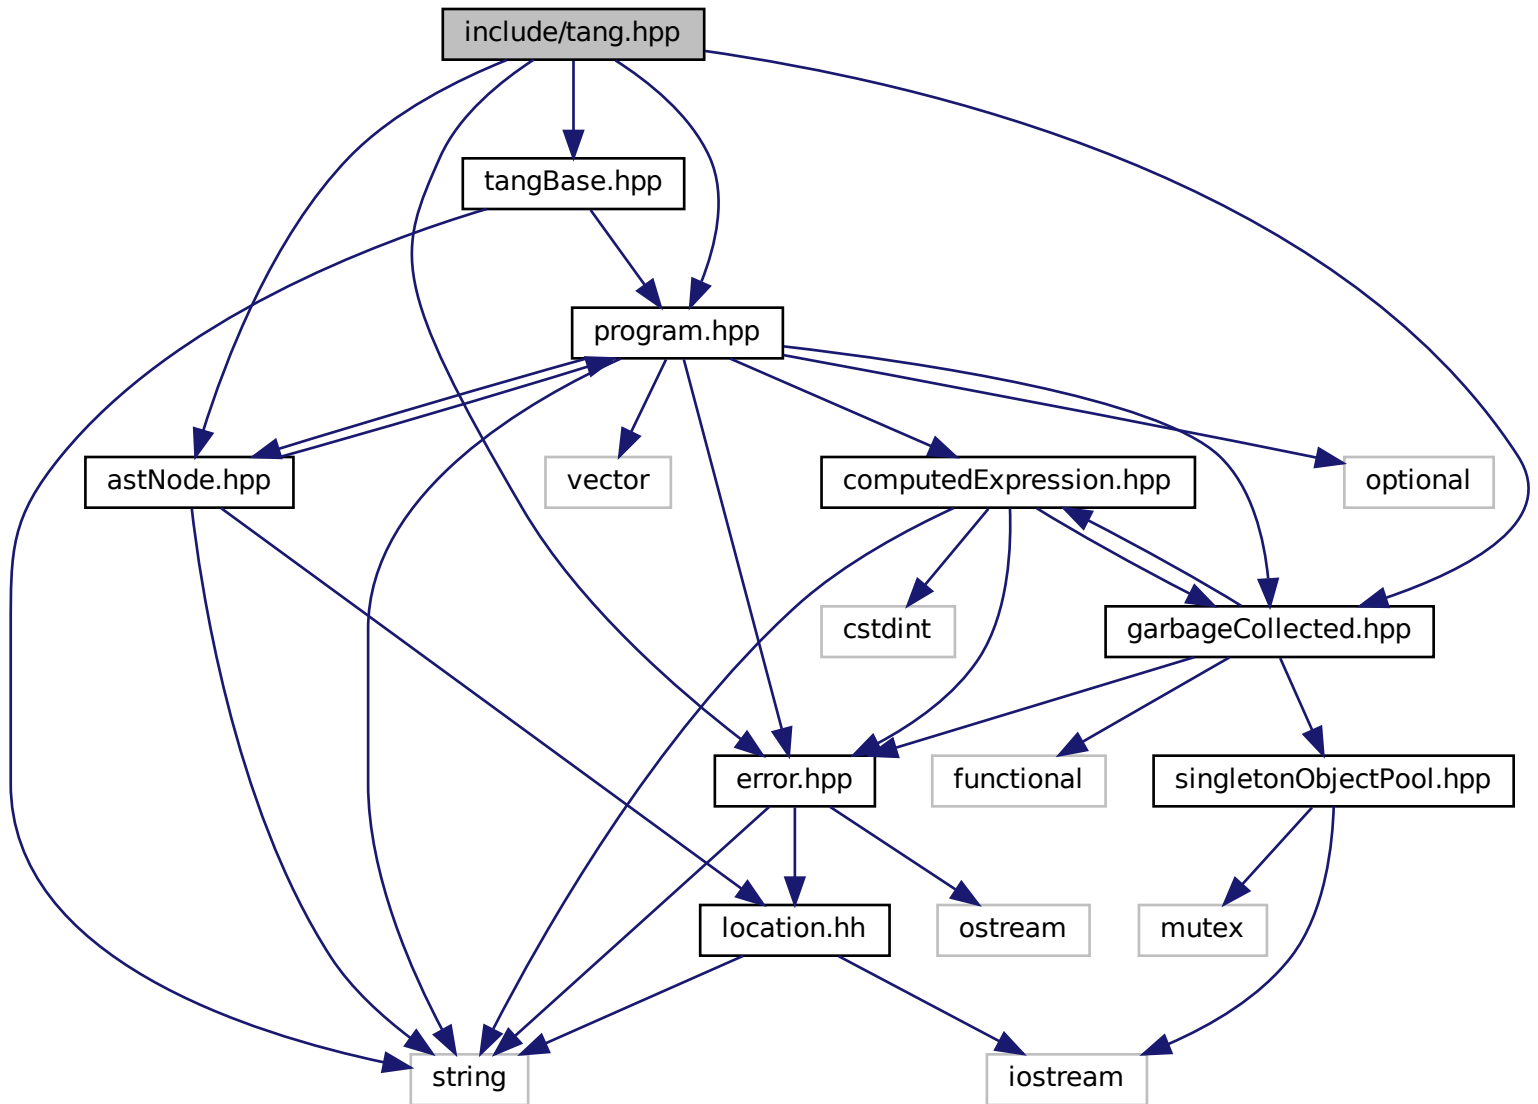 include/tang.hpp
tangBase.hpp
program.hpp
astNode.hpp
vector
computedExpression.hpp
optional
cstdint
garbageCollected.hpp
error.hpp
functional
singletonObjectPool.hpp
location.hh
ostream
mutex
string
iostream